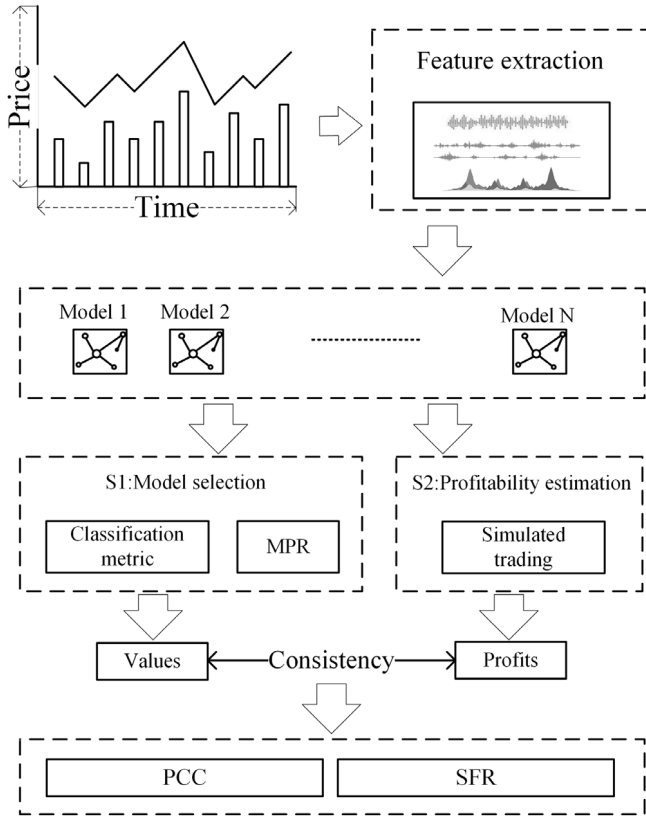 Price
Time
Feature extraction
Model 1
Model 2
Model N
S1:Model selection
Classification
metric
MPR
S2:Profitability estimation
Simulated
trading
Values
Consistency
Profits
PCC
SFR